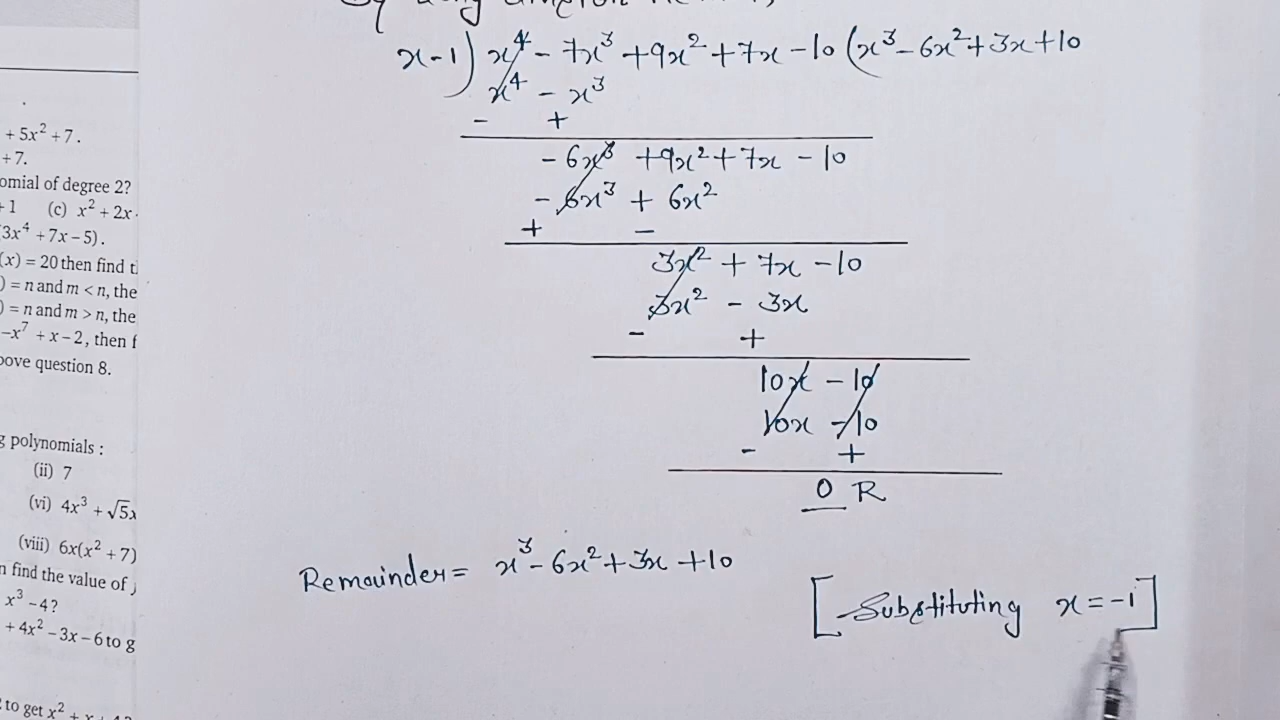 By using division
x-1) x⁴ - 7x³ + 9x² + 7x - 10 (x³ - 6x² + 3x + 10
x⁴ - x³
- +
- 6x³ + 9x² + 7x - 10
- 6x³ + 6x²
+ -
3x² + 7x - 10
3x² - 3x
- +
10x - 10
10x - 10
- +
0 R
Remainder = x³ - 6x² + 3x + 10
[Substituting x = -1]
+ 5x² + 7.
+ 7.
omial of degree 2?
+ 1 (c) x² + 2x
3x⁴ + 7x - 5).
(x) = 20 then find t
) = n and m < n, the
) = n and m > n, the
-x⁷ + x - 2, then f
bove question 8.
g polynomials :
(ii) 7
(vi) 4x³ + √5x
(viii) 6x(x² + 7)
n find the value of
x³ - 4?
+ 4x² - 3x - 6 to g
to get x² + x +